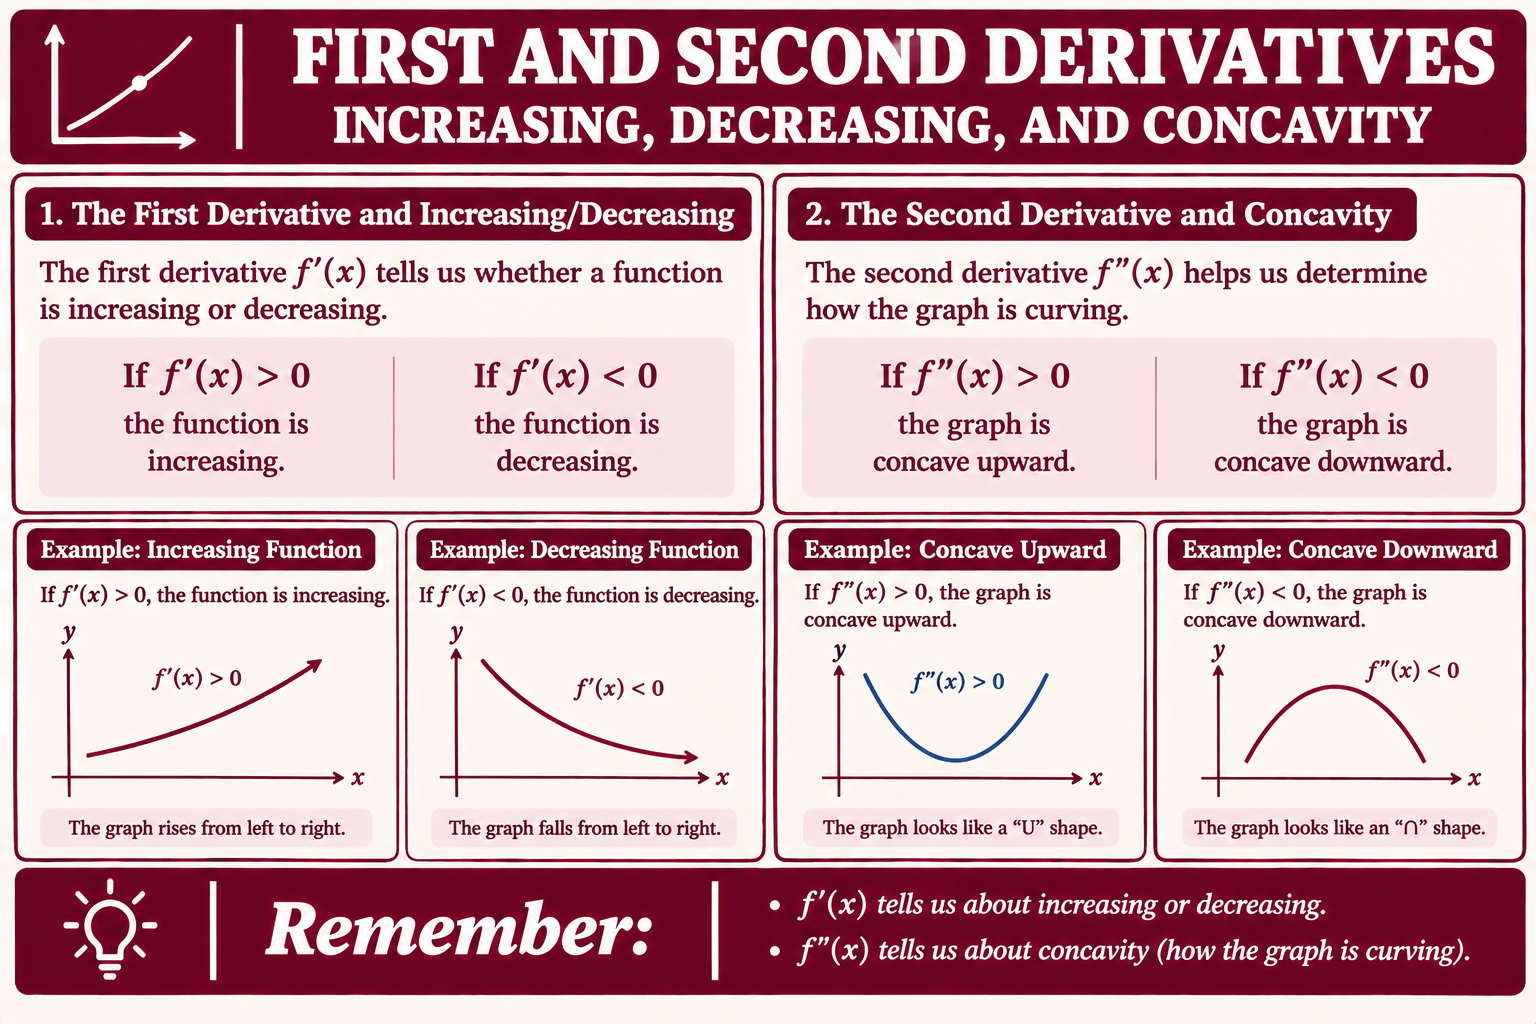 FIRST AND SECOND DERIVATIVES
INCREASING, DECREASING, AND CONCAVITY
1. The First Derivative and Increasing/Decreasing
The first derivative f′(x) tells us whether a function
is increasing or decreasing.
If f′(x) > 0
the function is
increasing.
If f′(x) < 0
the function is
decreasing.
2. The Second Derivative and Concavity
The second derivative f″(x) helps us determine
how the graph is curving.
If f″(x) > 0
the graph is
concave upward.
If f″(x) < 0
the graph is
concave downward.
Example: Increasing Function
If f′(x) > 0, the function is increasing.
y
f′(x) > 0
x
The graph rises from left to right.
Example: Decreasing Function
If f′(x) < 0, the function is decreasing.
y
f′(x) < 0
x
The graph falls from left to right.
Example: Concave Upward
If f″(x) > 0, the graph is
concave upward.
y
f″(x) > 0
x
The graph looks like a “U” shape.
Example: Concave Downward
If f″(x) < 0, the graph is
concave downward.
y
f″(x) < 0
x
The graph looks like an “∩” shape.
Remember:
• f′(x) tells us about increasing or decreasing.
• f″(x) tells us about concavity (how the graph is curving).